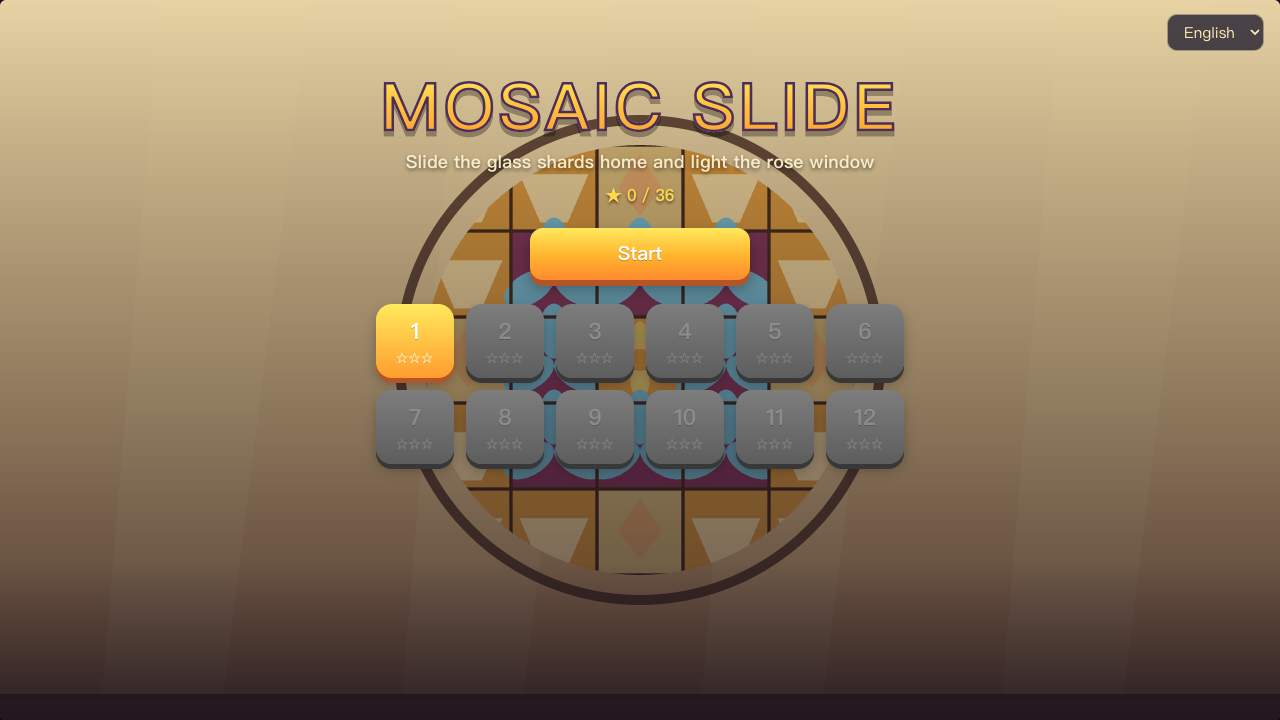 English
MOSAIC SLIDE
Slide the glass shards home and light the rose window
★ 0 / 36
Start
1 2 3 4 5 6
☆☆☆ ☆☆☆ ☆☆☆ ☆☆☆ ☆☆☆ ☆☆☆
7 8 9 10 11 12
☆☆☆ ☆☆☆ ☆☆☆ ☆☆☆ ☆☆☆ ☆☆☆